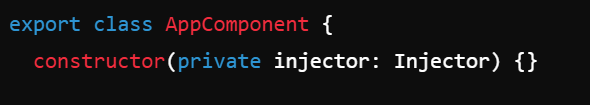 export class AppComponent {
  constructor(private injector: Injector) {}